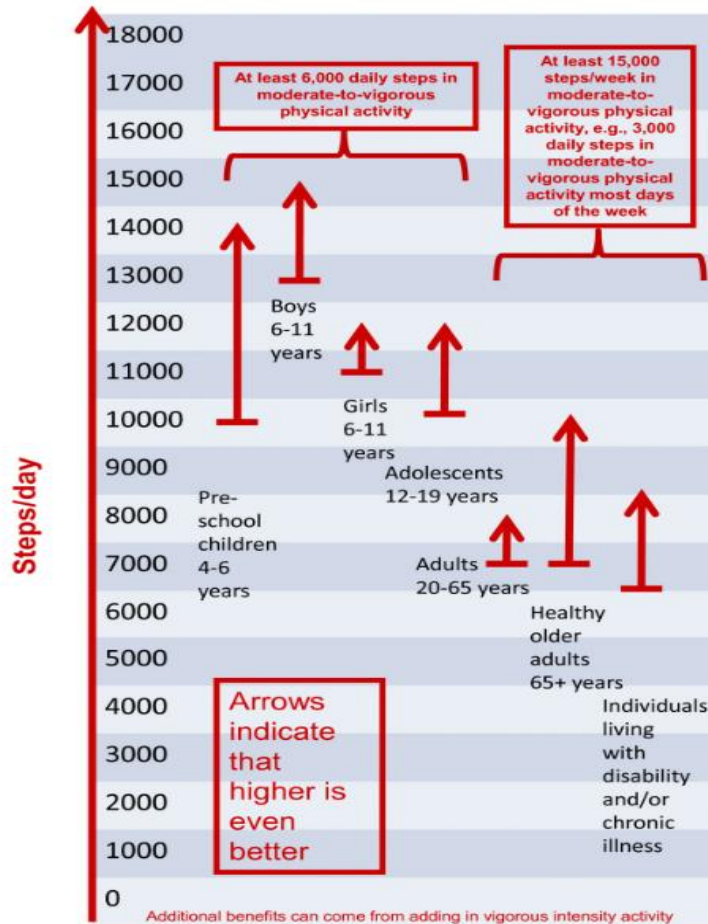 Steps/day
18000
17000
16000
15000
14000
13000
12000
11000
10000
9000
8000
7000
6000
5000
4000
3000
2000
1000
0
At least 6,000 daily steps in
moderate-to-vigorous
physical activity
At least 15,000
steps/week in
moderate-to-
vigorous physical
activity, e.g., 3,000
daily steps in
moderate-to-
vigorous physical
activity most days
of the week
Pre-
school
children
4-6
years
Boys
6-11
years
Girls
6-11
years
Adolescents
12-19 years
Adults
20-65 years
Healthy
older
adults
65+ years
Individuals
living
with
disability
and/or
chronic
illness
Arrows
indicate
that
higher is
even
better
Additional benefits can come from adding in vigorous intensity activity